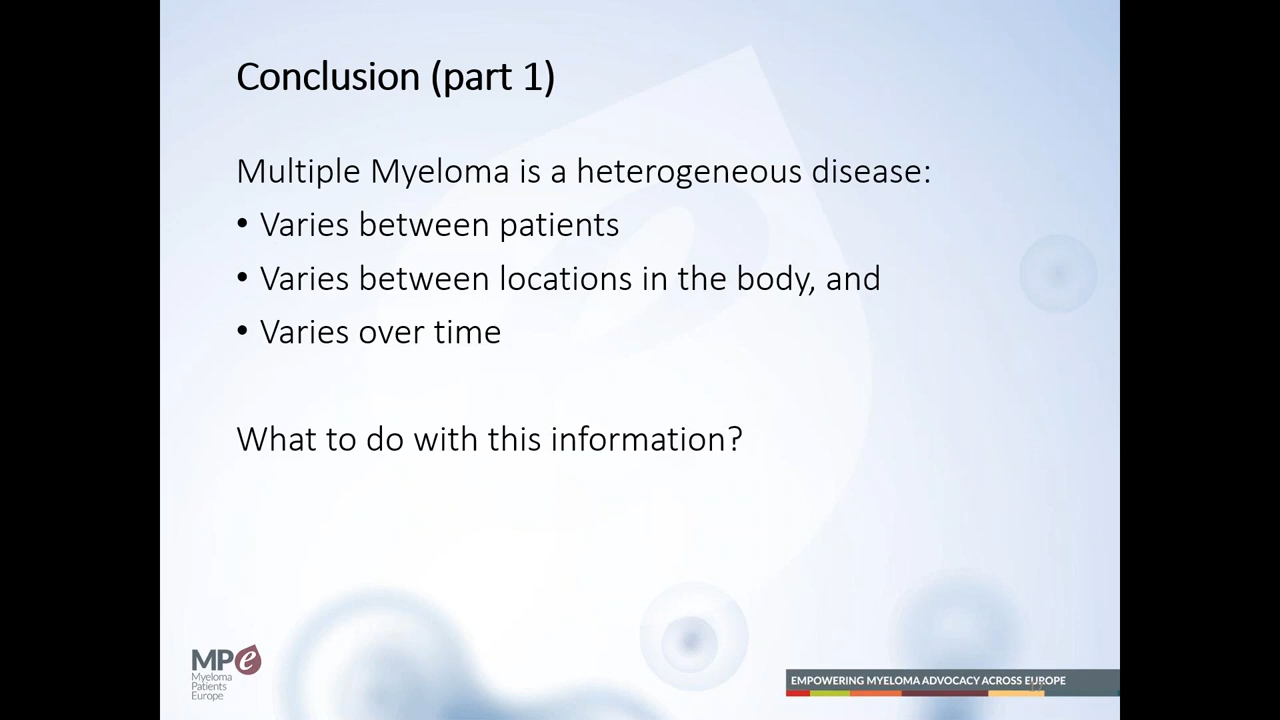 Conclusion (part 1)
Multiple Myeloma is a heterogeneous disease:
• Varies between patients
• Varies between locations in the body, and
• Varies over time
What to do with this information?
MPe
Myeloma
Patients
Europe
EMPOWERING MYELOMA ADVOCACY ACROSS EUROPE